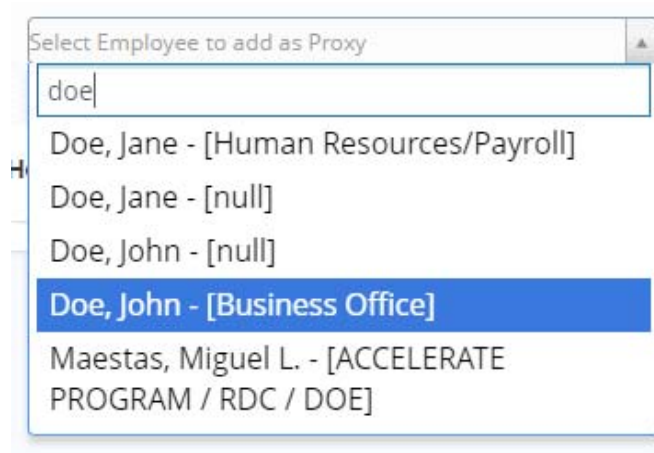 Select Employee to add as Proxy
doe
Doe, Jane - [Human Resources/Payroll]
He
Doe, Jane - [null]
Doe, John - [null]
Doe, John - [Business Office]
Maestas, Miguel L. - [ACCELERATE
PROGRAM / RDC / DOE]